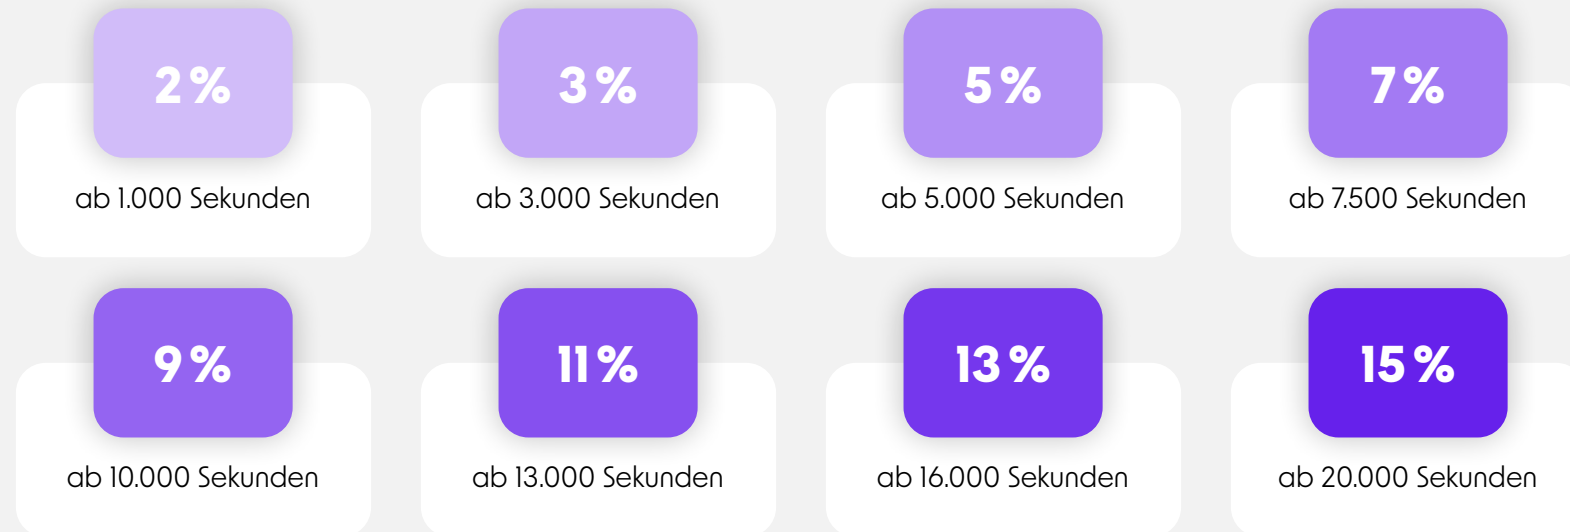 2 %
ab 1.000 Sekunden
3 %
ab 3.000 Sekunden
5 %
ab 5.000 Sekunden
7 %
ab 7.500 Sekunden
9 %
ab 10.000 Sekunden
11 %
ab 13.000 Sekunden
13 %
ab 16.000 Sekunden
15 %
ab 20.000 Sekunden